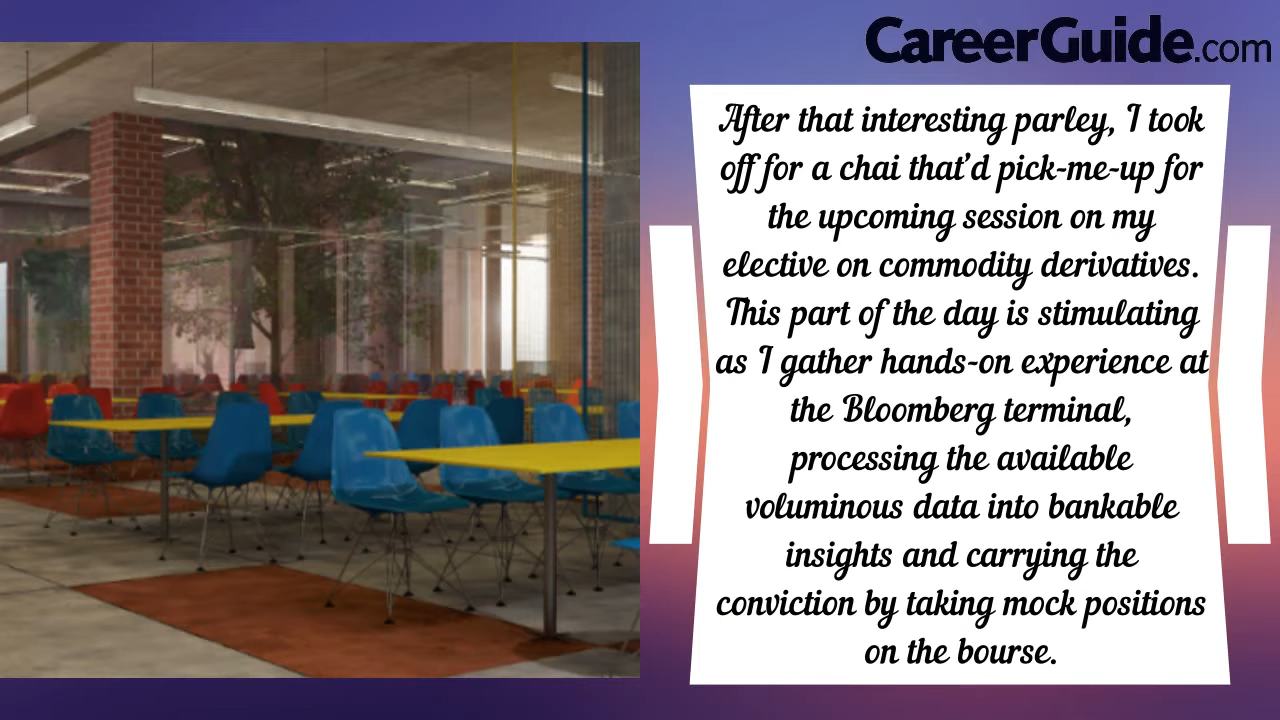 CareerGuide.com
After that interesting parley, I took
off for a chai that'd pick-me-up for
the upcoming session on my
elective on commodity derivatives.
This part of the day is stimulating
as I gather hands-on experience at
the Bloomberg terminal,
processing the available
voluminous data into bankable
insights and carrying the
conviction by taking mock positions
on the bourse.